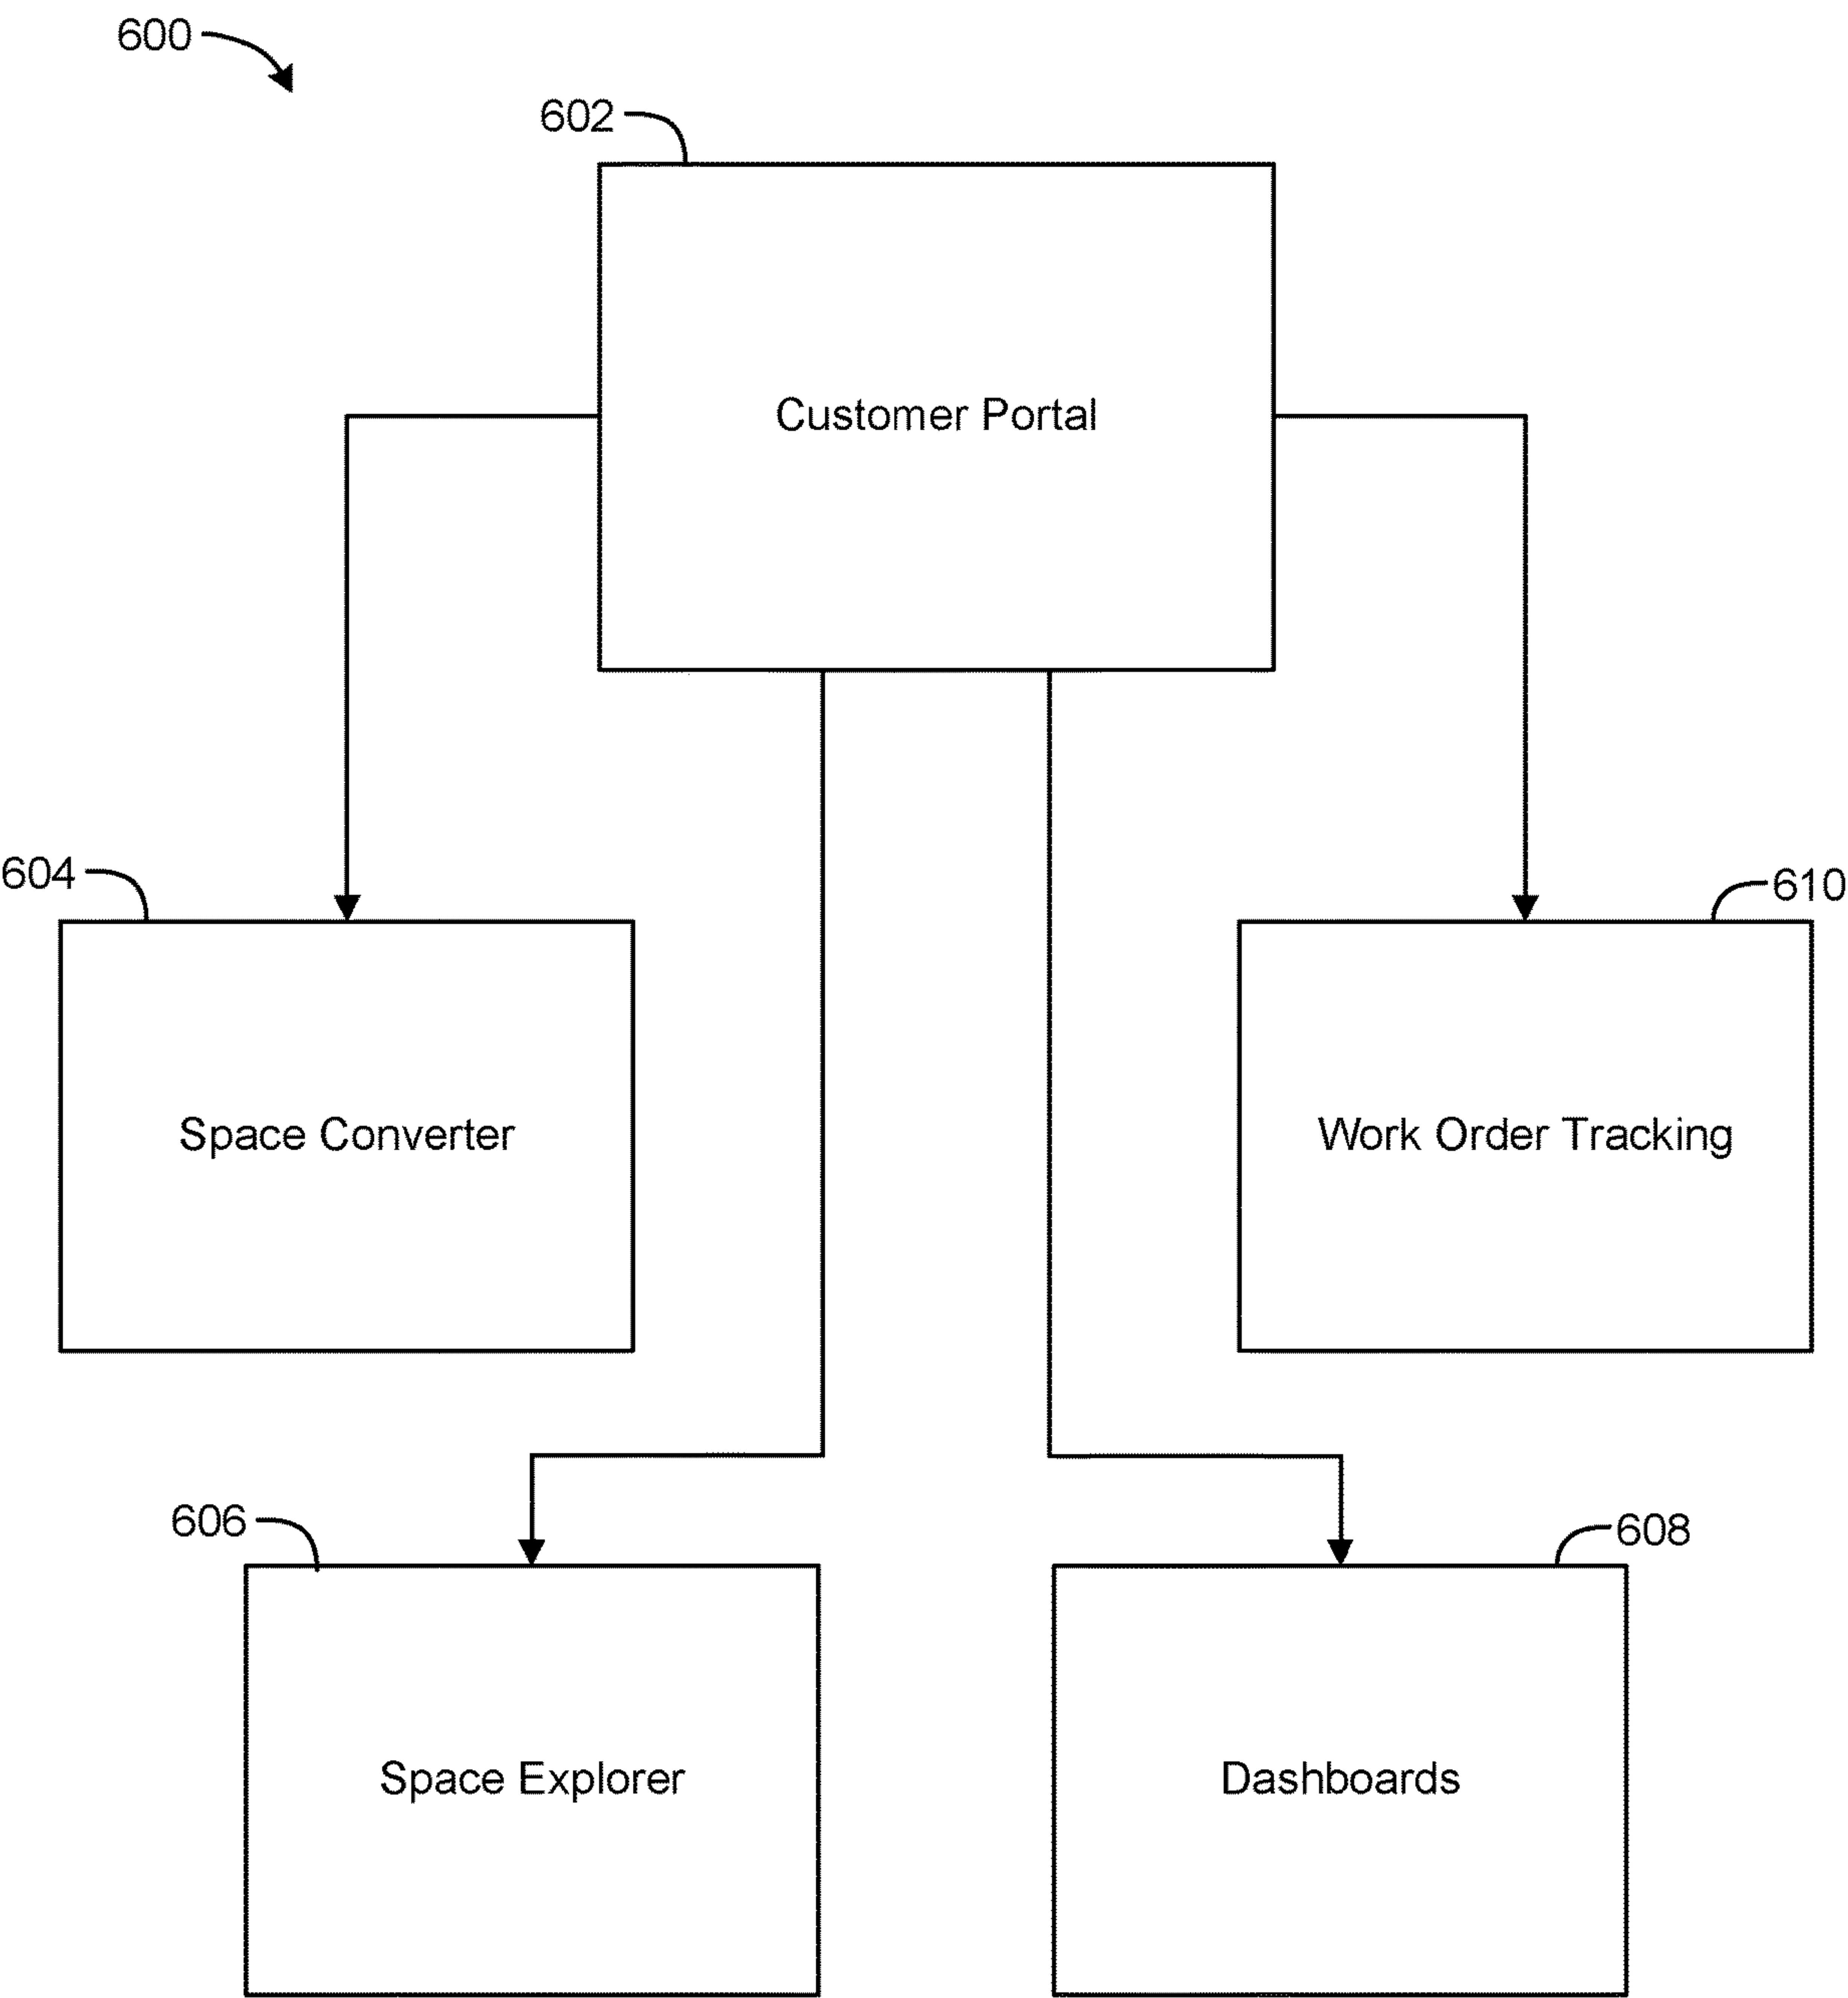 600
602
Customer Portal
604
610
Space Converter
Work Order Tracking
606
608
Space Explorer
Dashboards